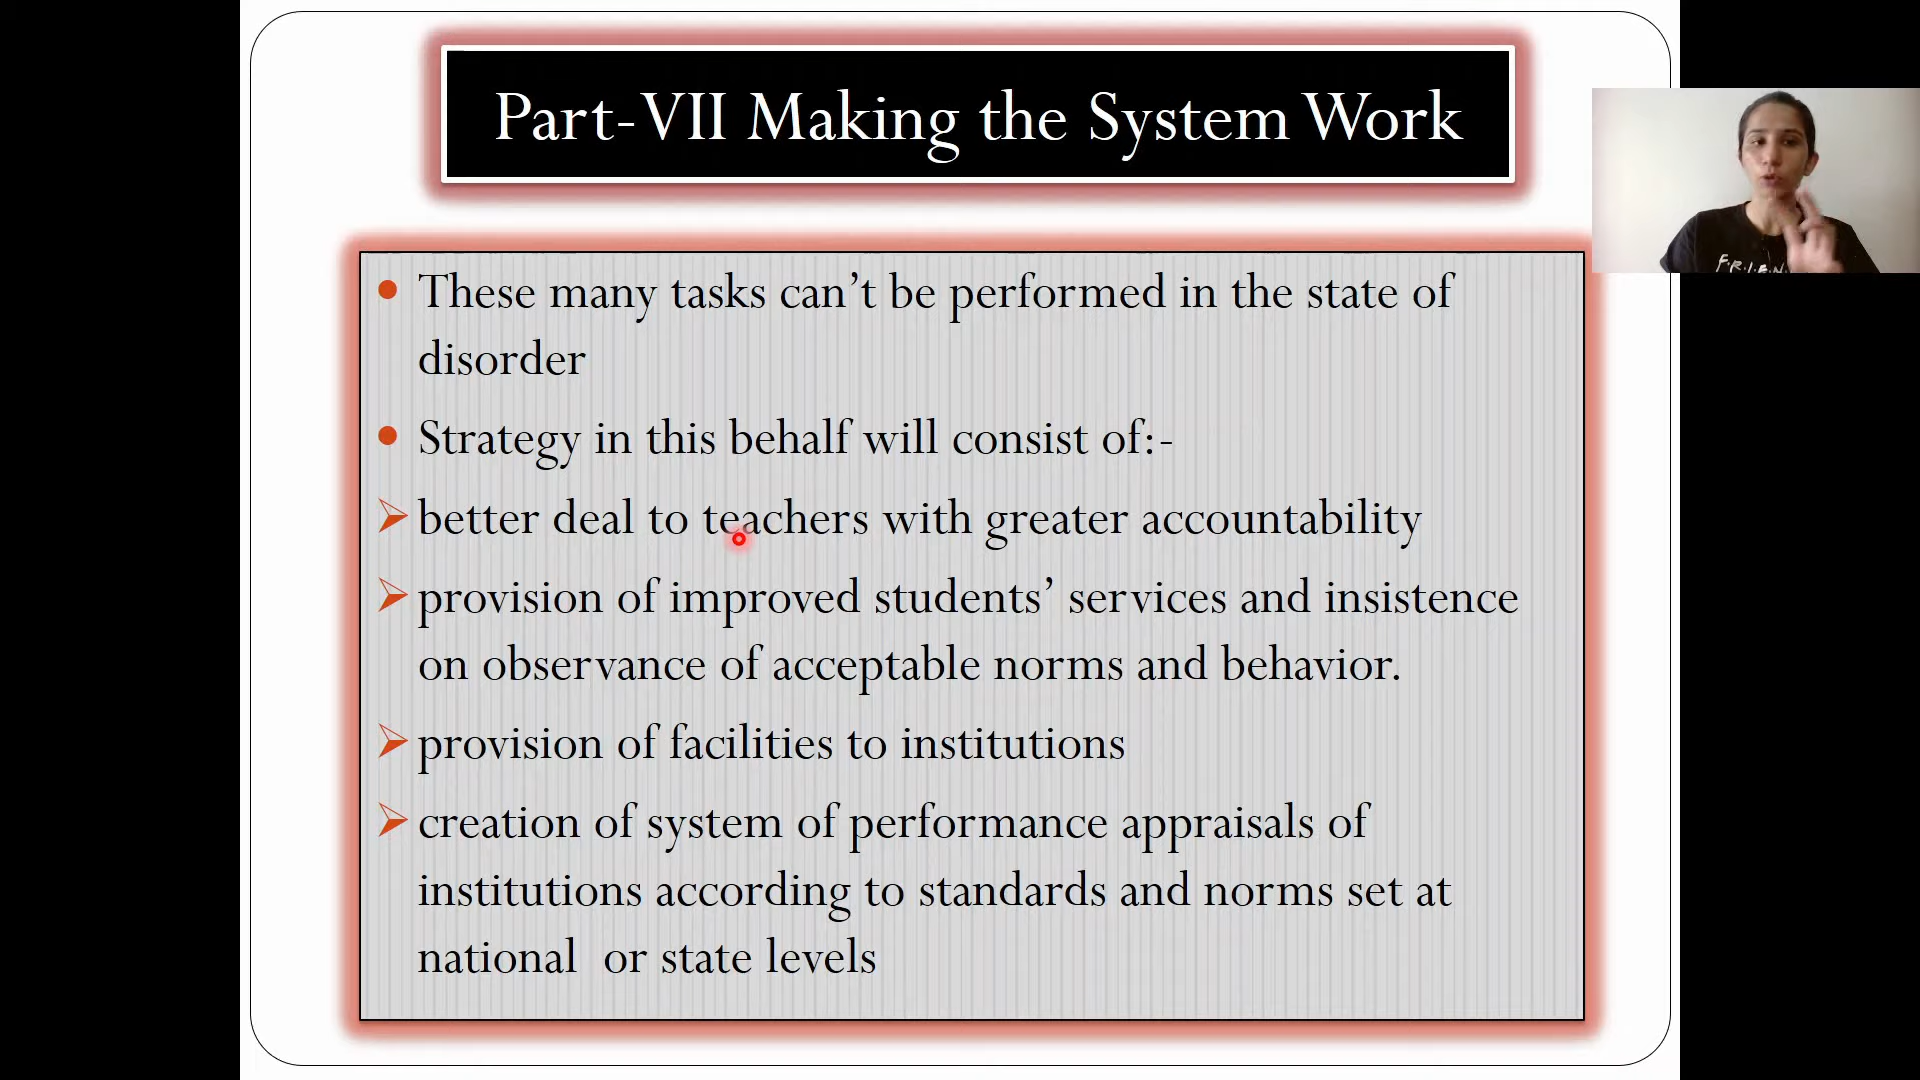 Part-VII Making the System Work
These many tasks can’t be performed in the state of
disorder
Strategy in this behalf will consist of:-
better deal to teachers with greater accountability
provision of improved students’ services and insistence
on observance of acceptable norms and behavior.
provision of facilities to institutions
creation of system of performance appraisals of
institutions according to standards and norms set at
national or state levels
F.R.I.E.N